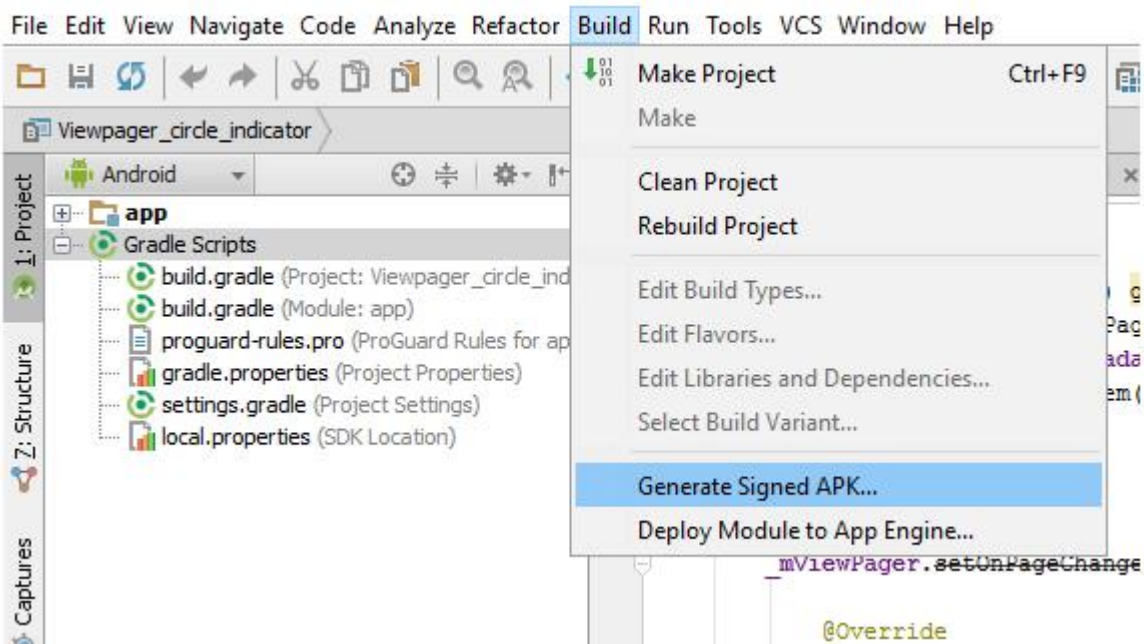 File Edit View Navigate Code Analyze Refactor Build Run Tools VCS Window Help
Make Project Ctrl+F9
Viewpager_circle_indicator
Make
Android
Clean Project
1: Project
app
Rebuild Project
Gradle Scripts
build.gradle (Project: Viewpager_circle_ind
Edit Build Types...
build.gradle (Module: app)
Edit Flavors...
proguard-rules.pro (ProGuard Rules for ap
gradle.properties (Project Properties)
Edit Libraries and Dependencies...
settings.gradle (Project Settings)
Select Build Variant...
local.properties (SDK Location)
Z: Structure
Generate Signed APK...
Deploy Module to App Engine...
Captures
_mViewPager.setOnPageChange
@Override